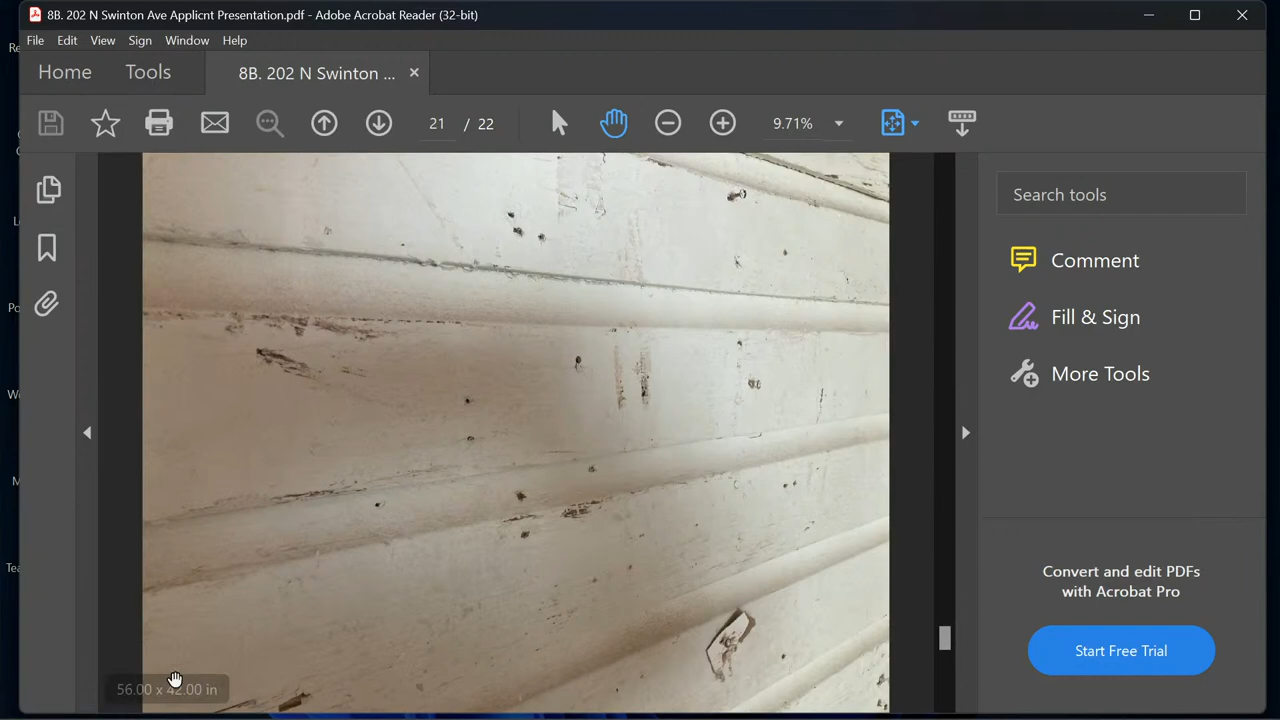 8B. 202 N Swinton Ave Applicnt Presentation.pdf - Adobe Acrobat Reader (32-bit)
File Edit View Sign Window Help
Home Tools 8B. 202 N Swinton ...
21 / 22 9.71%
Search tools
Comment
Fill & Sign
More Tools
Convert and edit PDFs
with Acrobat Pro
Start Free Trial
56.00 x 42.00 in